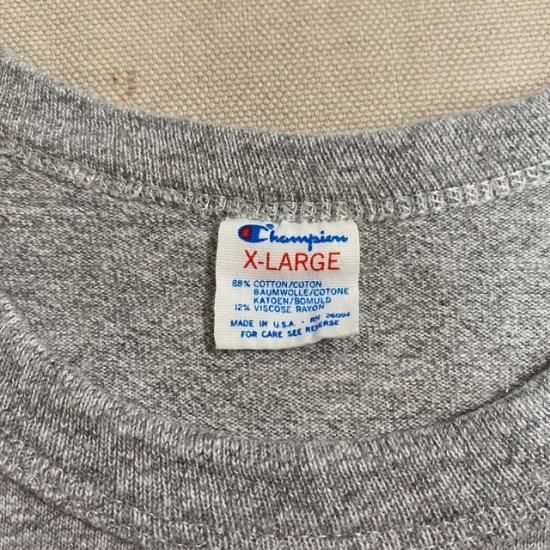 Champion
X-LARGE
88% COTTON/COTON
BAUMWOLLE/COTONE
KATOEN/BOMULD
12% VISCOSE RAYON
MADE IN U.S.A. - RN 26094
FOR CARE SEE REVERSE